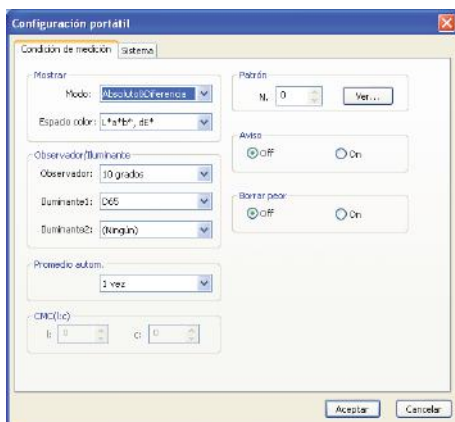 Configuración portátil
Condición de medición Sistema
Mostrar
Modo: Absoluto&Diferencia
Espacio color: L*a*b*, dE*
Observador/Iluminante
Observador: 10 grados
Iluminante1: D65
Iluminante2: (Ningún)
Promedio autom.
1 vez
CMC(l:c)
l: 0 c: 0
Patrón
N. 0 Ver...
Aviso
Off On
Borrar peor
Off On
Aceptar Cancelar